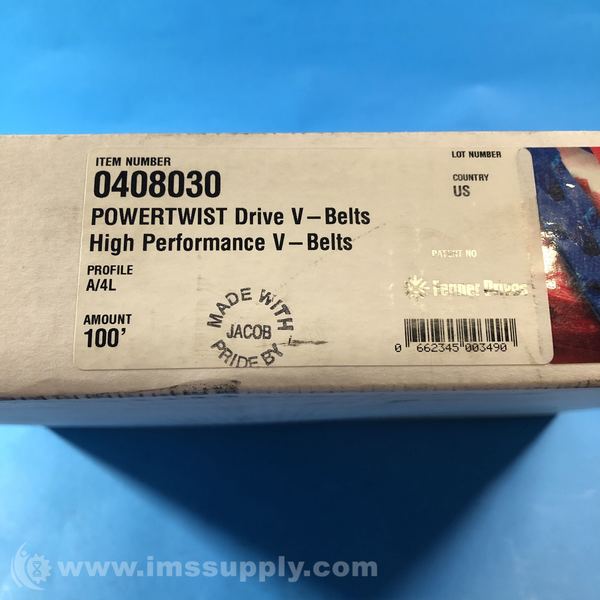 ITEM NUMBER
0408030
POWERTWIST Drive V-Belts
High Performance V-Belts
PROFILE
A/4L
AMOUNT
100'
MADE WITH
JACOB
PRIDE BY
LOT NUMBER
COUNTRY
US
PATENT NO
Fenner Drives
0 662345 003490
www.imssupply.com